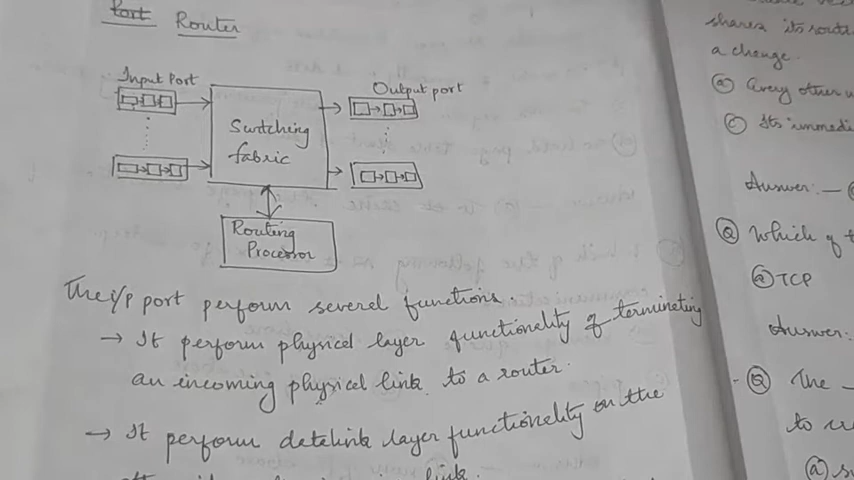 Port Router
Input Port
Output port
Switching
fabric
Routing
Processor
The i/p port perform several functions.
→ It perform physical layer functionality of terminating
an incoming physical link to a router.
→ It perform datalink layer functionality on the
link.
shares its
a change.
(a) Every other
(c) Its
Answer:-
(Q) Which of
(a) TCP
Answer:
(Q) The
to
(a)